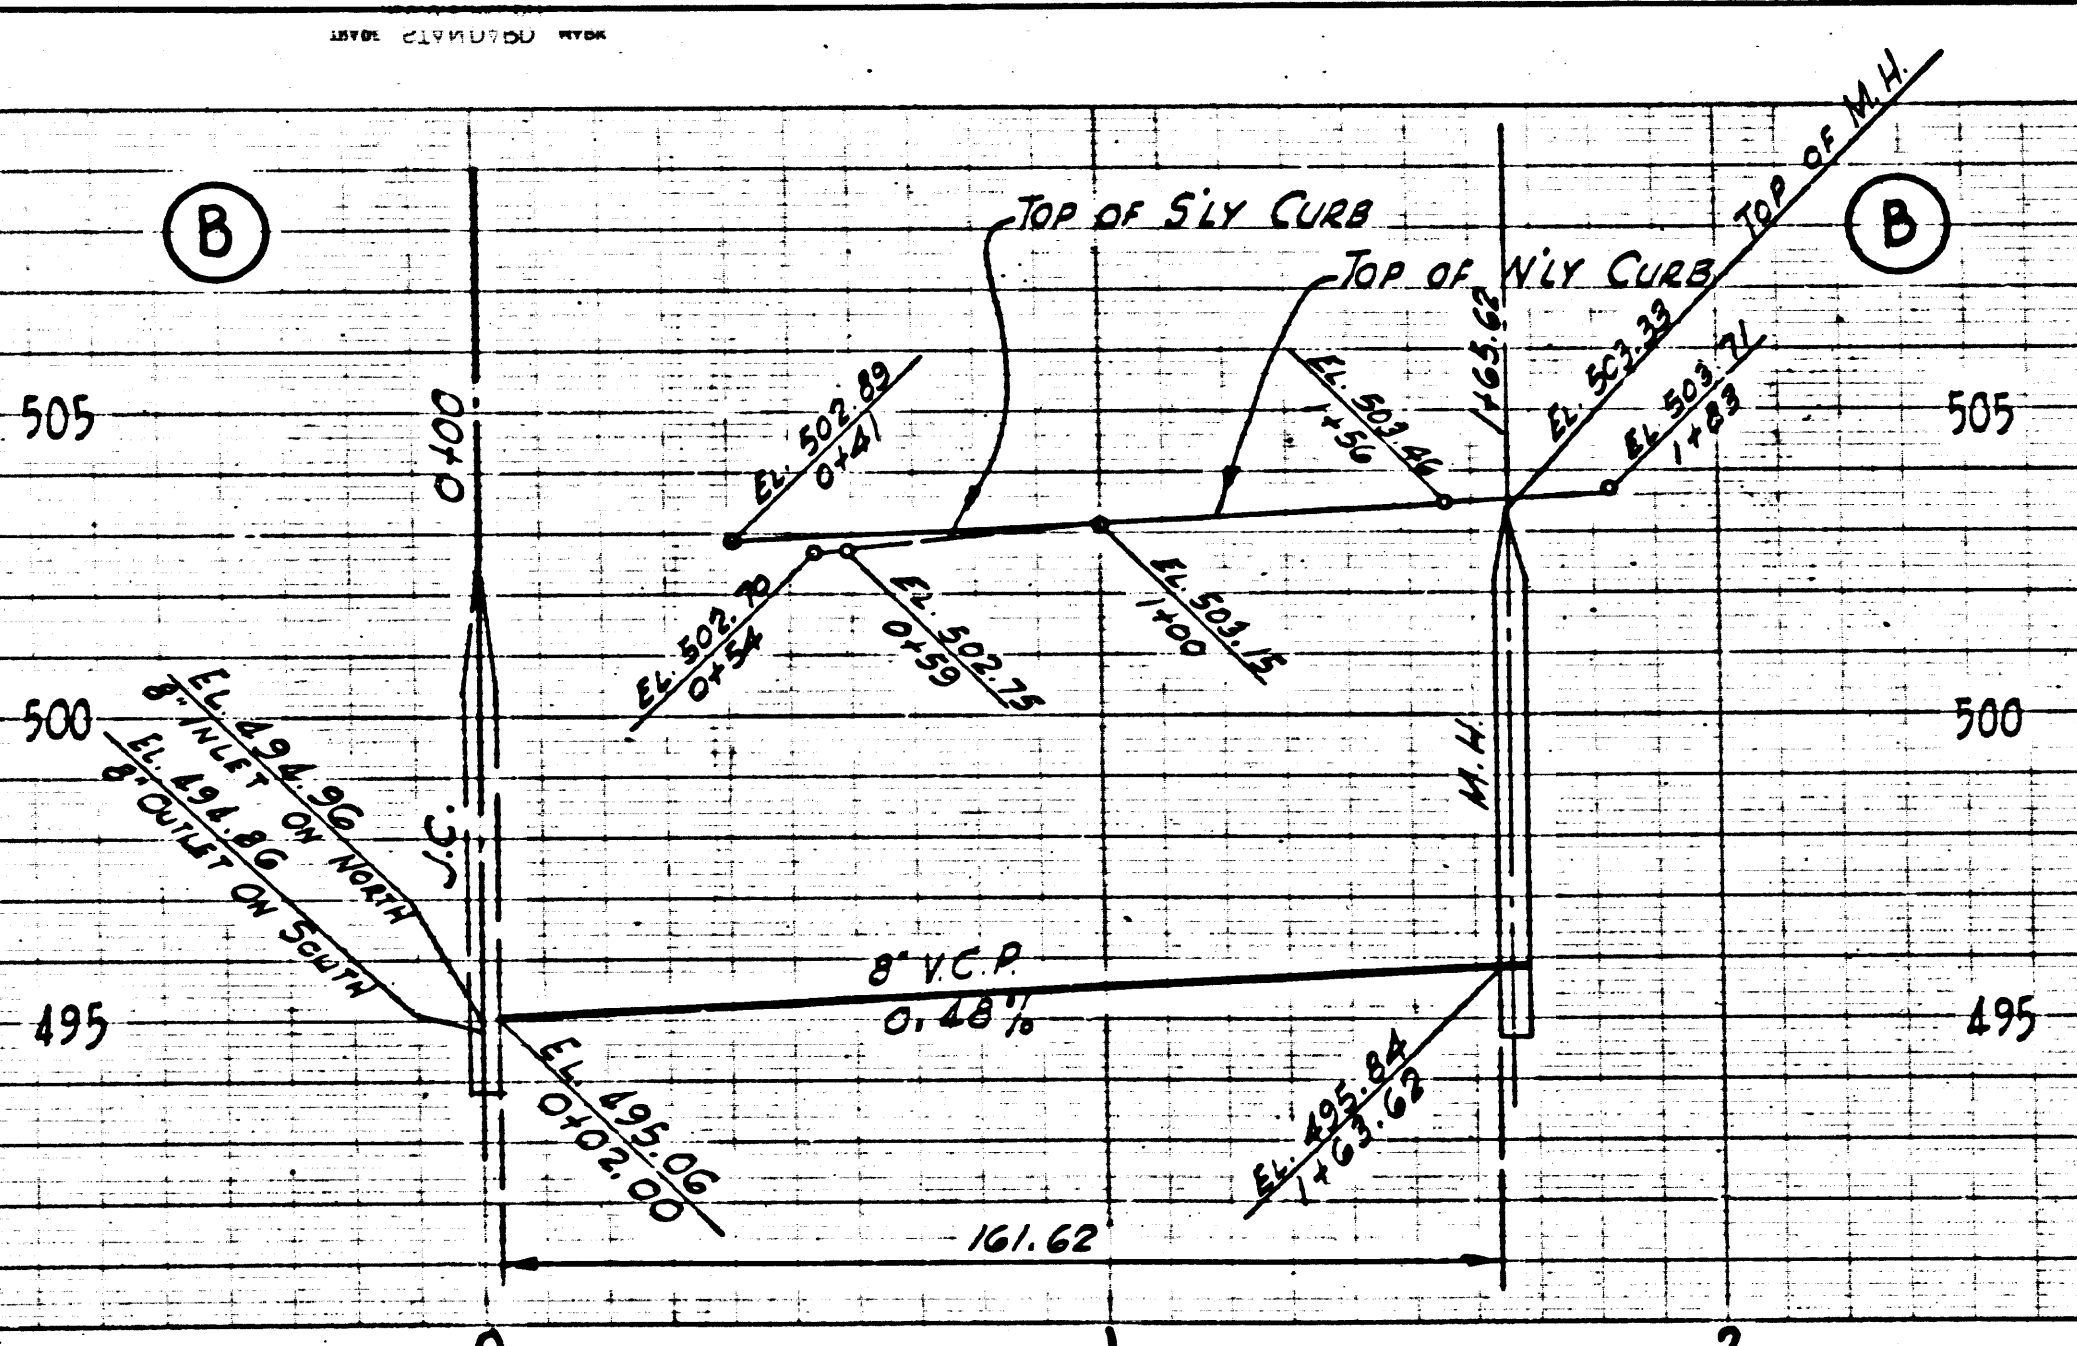 B
B
TOP OF M.H.
EL. 503.33
TOP OF S'LY CURB
TOP OF N'LY CURB
1+65.62
505
0+00
EL. 502.89
0+41
EL. 503.46
1+56
EL. 503.71
1+83
505
EL. 502.70
0+54
EL. 502.75
0+59
EL. 503.15
1+00
500
EL. 494.96
8" INLET ON NORTH
EL. 494.86
8" OUTLET ON SOUTH
M.H.
500
495
8" V.C.P.
0.48%
495
EL. 495.06
0+02.00
EL. 495.84
1+63.62
161.62
0
1
2